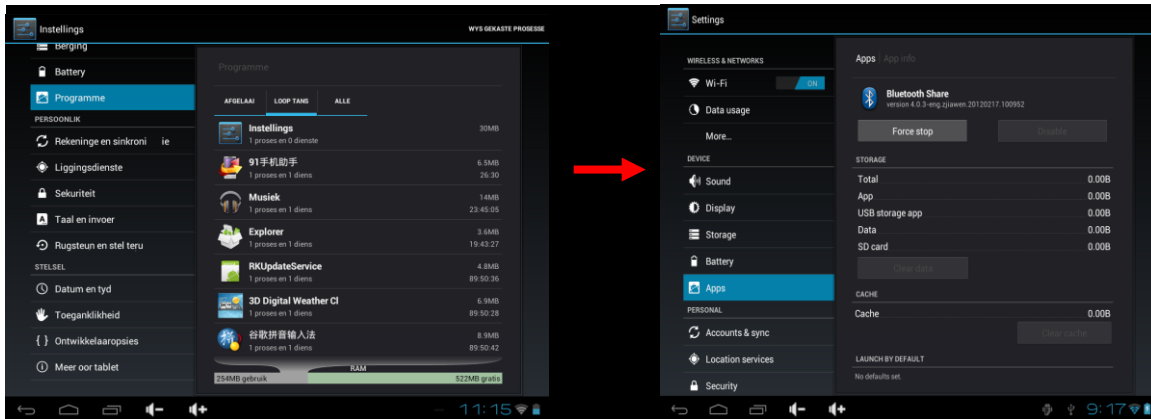 Instellings
WYS GEKASTE PROSESSE
Berging
Battery
Programme
PERSOONLIK
Rekeninge en sinkroni ie
Liggingsdienste
Sekuriteit
Taal en invoer
Rugsteun en stel teru
STELSEL
Datum en tyd
Toeganklikheid
Ontwikkelaaropsies
Meer oor tablet
Programme
AFGELAAI LOOP TANS ALLE
Instellings 30MB
1 proses en 0 dienste
91手机助手 6.5MB
1 proses en 1 diens 26:30
Musiek 14MB
1 proses en 1 diens 23:45:05
Explorer 3.6MB
1 proses en 1 diens 19:43:27
RKUpdateService 4.8MB
1 proses en 1 diens 89:50:36
3D Digital Weather Cl 6.9MB
1 proses en 1 diens 89:50:28
谷歌拼音输入法 8.9MB
1 proses en 1 diens 89:50:42
RAM
254MB gebruik 522MB gratis
11:15
Settings
WIRELESS & NETWORKS
Wi-Fi ON
Data usage
More...
DEVICE
Sound
Display
Storage
Battery
Apps
PERSONAL
Accounts & sync
Location services
Security
Apps App info
Bluetooth Share
version 4.0.3-eng.zjiawen.20120217.100952
Force stop Disable
STORAGE
Total 0.00B
App 0.00B
USB storage app 0.00B
Data 0.00B
SD card 0.00B
Clear data
CACHE
Cache 0.00B
Clear cache
LAUNCH BY DEFAULT
No defaults set.
9:17